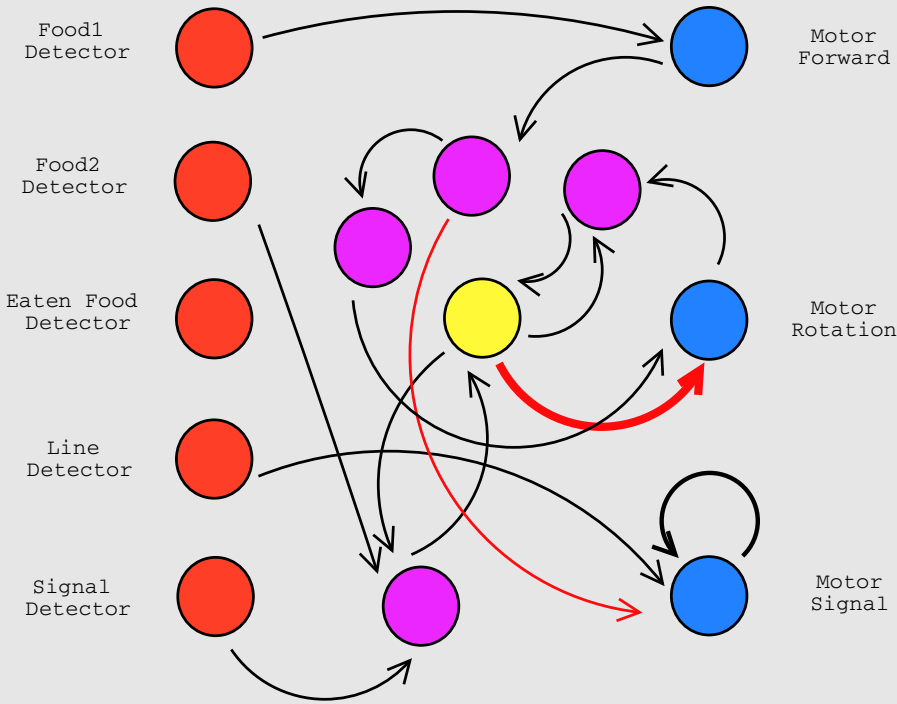 Food1
Detector
Motor
Forward
Food2
Detector
Eaten Food
Detector
Motor
Rotation
Line
Detector
Signal
Detector
Motor
Signal